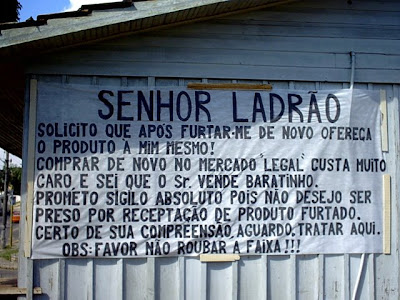 SENHOR LADRÃO
SOLICITO QUE APÓS FURTAR-ME DE NOVO OFEREÇA
O PRODUTO A MIM MESMO!
COMPRAR DE NOVO NO MERCADO "LEGAL" CUSTA MUITO
CARO, E SEI QUE O Sr. VENDE BARATINHO.
PROMETO SIGILO ABSOLUTO POIS NÃO DESEJO SER
PRESO POR RECEPTAÇÃO DE PRODUTO FURTADO.
CERTO DE SUA COMPREENSÃO, AGUARDO, TRATAR AQUI.
OBS: FAVOR NÃO ROUBAR A FAIXA!!!